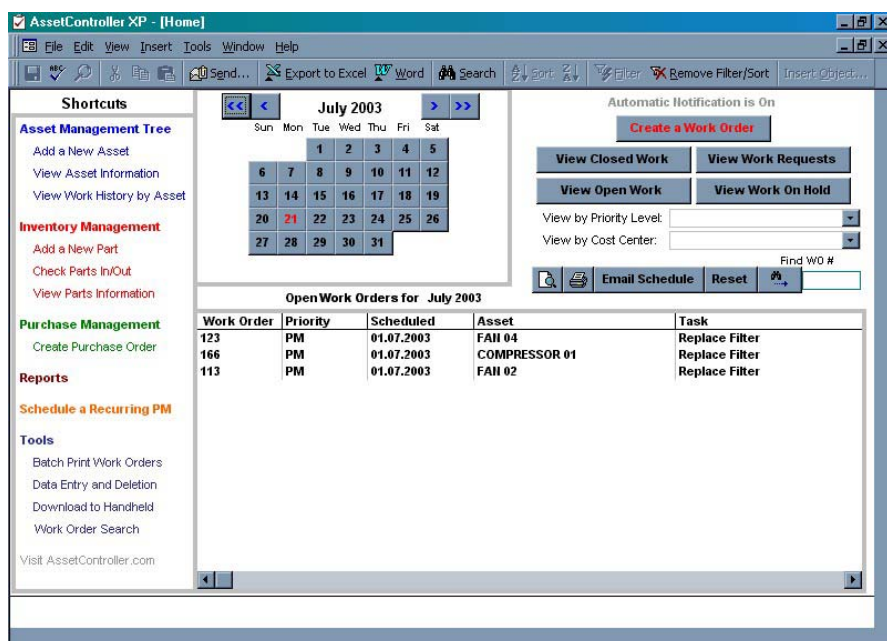 AssetController XP - [Home]
File Edit View Insert Tools Window Help
ABC Send... Export to Excel Word Search Sort Filter Remove Filter/Sort Insert Object...
Shortcuts
Asset Management Tree
Add a New Asset
View Asset Information
View Work History by Asset
Inventory Management
Add a New Part
Check Parts In/Out
View Parts Information
Purchase Management
Create Purchase Order
Reports
Schedule a Recurring PM
Tools
Batch Print Work Orders
Data Entry and Deletion
Download to Handheld
Work Order Search
Visit AssetController.com
<< < July 2003 > >>
Sun Mon Tue Wed Thu Fri Sat
1 2 3 4 5
6 7 8 9 10 11 12
13 14 15 16 17 18 19
20 21 22 23 24 25 26
27 28 29 30 31
Automatic Notification is On
Create a Work Order
View Closed Work View Work Requests
View Open Work View Work On Hold
View by Priority Level:
View by Cost Center:
Find WO #
Email Schedule Reset
Open Work Orders for July 2003
Work Order Priority Scheduled Asset Task
123 PM 01.07.2003 FAN 04 Replace Filter
166 PM 01.07.2003 COMPRESSOR 01 Replace Filter
113 PM 01.07.2003 FAN 02 Replace Filter